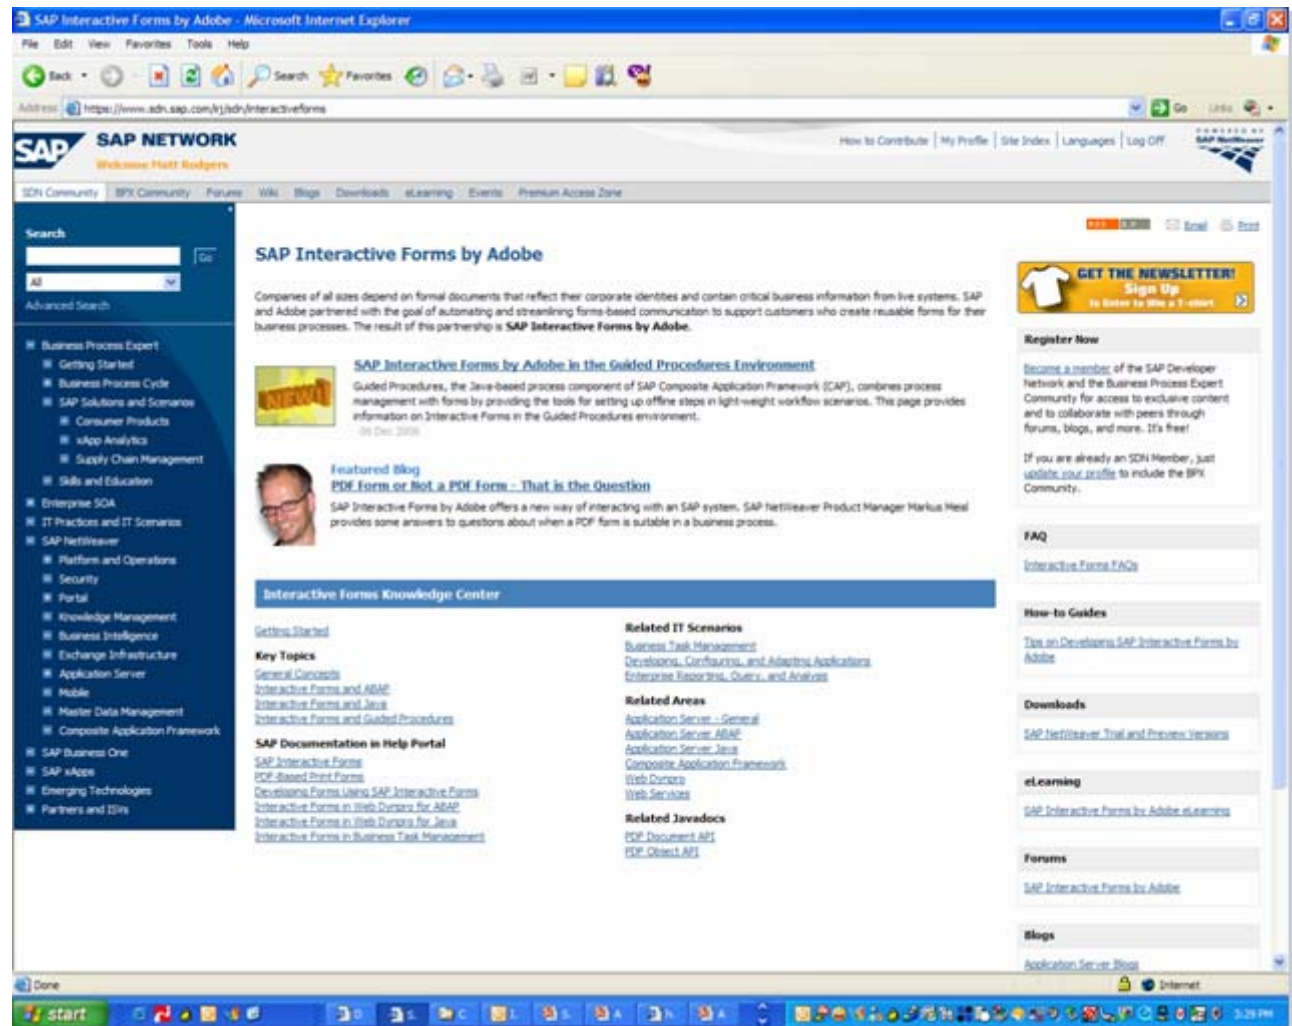 SAP Interactive Forms by Adobe - Microsoft Internet Explorer
File Edit View Favorites Tools Help
Back Search Favorites
Address https://www.sdn.sap.com/irj/sdn/interactiveforms Go Links
SAP SAP NETWORK
Welcome Matt Rodgers
How to Contribute | My Profile | Site Index | Languages | Log Off
POWERED BY
SAP NetWeaver
SDN Community BPX Community Forums Wiki Blogs Downloads eLearning Events Premium Access Zone
Search
Go
All
Advanced Search
Business Process Expert
Getting Started
Business Process Cycle
SAP Solutions and Scenarios
Consumer Products
xApp Analytics
Supply Chain Management
Skills and Education
Enterprise SOA
IT Practices and IT Scenarios
SAP NetWeaver
Platform and Operations
Security
Portal
Knowledge Management
Business Intelligence
Exchange Infrastructure
Application Server
Mobile
Master Data Management
Composite Application Framework
SAP Business One
SAP xApps
Emerging Technologies
Partners and ISVs
Email Print
SAP Interactive Forms by Adobe
Companies of all sizes depend on formal documents that reflect their corporate identities and contain critical business information from live systems. SAP
and Adobe partnered with the goal of automating and streamlining forms-based communication to support customers who create reusable forms for their
business processes. The result of this partnership is SAP Interactive Forms by Adobe.
NEW!
SAP Interactive Forms by Adobe in the Guided Procedures Environment
Guided Procedures, the Java-based process component of SAP Composite Application Framework (CAF), combines process
management with forms by providing the tools for setting up offline steps in light-weight workflow scenarios. This page provides
information on Interactive Forms in the Guided Procedures environment.
06 Dec 2006
Featured Blog
PDF Form or Not a PDF Form - That is the Question
SAP Interactive Forms by Adobe offers a new way of interacting with an SAP system. SAP NetWeaver Product Manager Markus Meisl
provides some answers to questions about when a PDF form is suitable in a business process.
Interactive Forms Knowledge Center
Getting Started
Key Topics
General Concepts
Interactive Forms and ABAP
Interactive Forms and Java
Interactive Forms and Guided Procedures
SAP Documentation in Help Portal
SAP Interactive Forms
PDF-Based Print Forms
Developing Forms Using SAP Interactive Forms
Interactive Forms in Web Dynpro for ABAP
Interactive Forms in Web Dynpro for Java
Interactive Forms in Business Task Management
Related IT Scenarios
Business Task Management
Developing, Configuring, and Adapting Applications
Enterprise Reporting, Query, and Analysis
Related Areas
Application Server - General
Application Server ABAP
Application Server Java
Composite Application Framework
Web Dynpro
Web Services
Related Javadocs
PDF Document API
PDF Object API
GET THE NEWSLETTER!
Sign Up
to Enter to Win a T-shirt
Register Now
Become a member of the SAP Developer
Network and the Business Process Expert
Community for access to exclusive content
and to collaborate with peers through
forums, blogs, and more. It's free!
If you are already an SDN Member, just
update your profile to include the BPX
Community.
FAQ
Interactive Forms FAQs
How-to Guides
Tips on Developing SAP Interactive Forms by
Adobe
Downloads
SAP NetWeaver Trial and Preview Versions
eLearning
SAP Interactive Forms by Adobe eLearning
Forums
SAP Interactive Forms by Adobe
Blogs
Application Server Blogs
Done Internet
start 3:29 PM